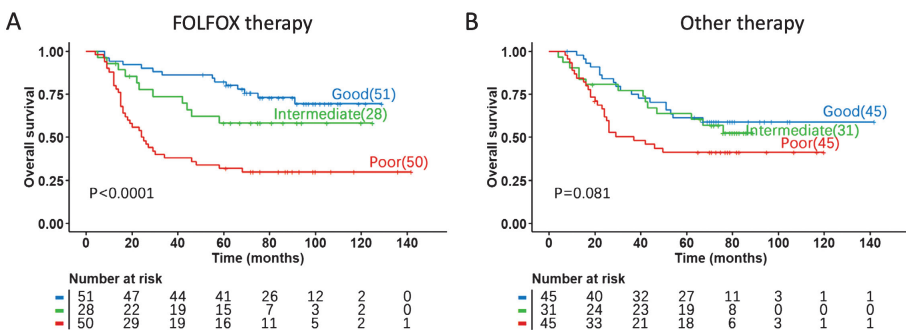 A
FOLFOX therapy
1.00
0.75
0.50
0.25
0.00
Overall survival
Good(51)
Intermediate(28)
Poor(50)
P<0.0001
0 20 40 60 80 100 120 140
Time (months)
Number at risk
51 47 44 41 26 12 2 0
28 22 19 15 7 3 2 0
50 29 19 16 11 5 2 1
B
Other therapy
1.00
0.75
0.50
0.25
0.00
Overall survival
Good(45)
Intermediate(31)
Poor(45)
P=0.081
0 20 40 60 80 100 120 140
Time (months)
Number at risk
45 40 32 27 11 3 1 1
31 24 23 19 8 0 0 0
45 33 21 18 6 3 1 0